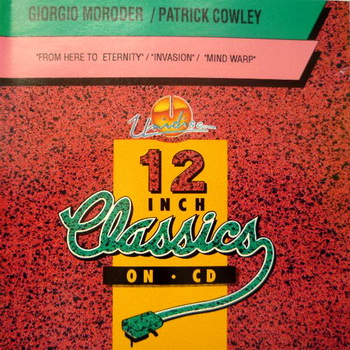 GIORGIO MORODER / PATRICK COWLEY
"FROM HERE TO ETERNITY" / "INVASION" / "MIND WARP"
Unidisc
12
INCH
Classics
ON · CD